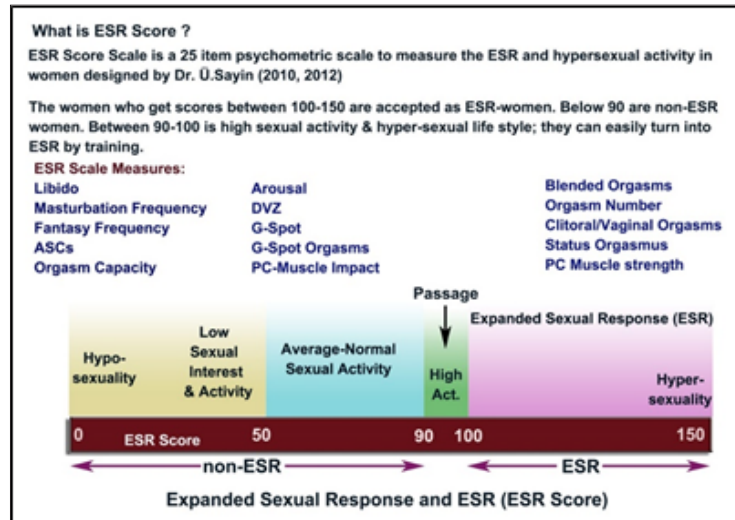 What is ESR Score ?
ESR Score Scale is a 25 item psychometric scale to measure the ESR and hypersexual activity in
women designed by Dr. Ü.Sayin (2010, 2012)
The women who get scores between 100-150 are accepted as ESR-women. Below 90 are non-ESR
women. Between 90-100 is high sexual activity & hyper-sexual life style; they can easily turn into
ESR by training.
ESR Scale Measures:
Libido
Masturbation Frequency
Fantasy Frequency
ASCs
Orgasm Capacity
Arousal
DVZ
G-Spot
G-Spot Orgasms
PC-Muscle Impact
Blended Orgasms
Orgasm Number
Clitoral/Vaginal Orgasms
Status Orgasmus
PC Muscle strength
Passage
Hypo-
sexuality
Low
Sexual
Interest
& Activity
Average-Normal
Sexual Activity
High
Act.
Expanded Sexual Response (ESR)
Hyper-
sexuality
0 ESR Score 50 90 100 150
non-ESR ESR
Expanded Sexual Response and ESR (ESR Score)